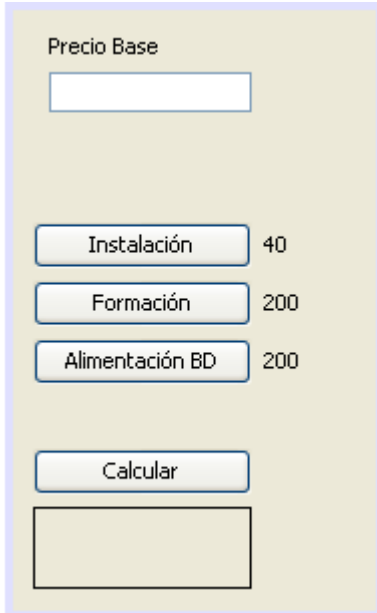 Precio Base
Instalación 40
Formación 200
Alimentación BD 200
Calcular